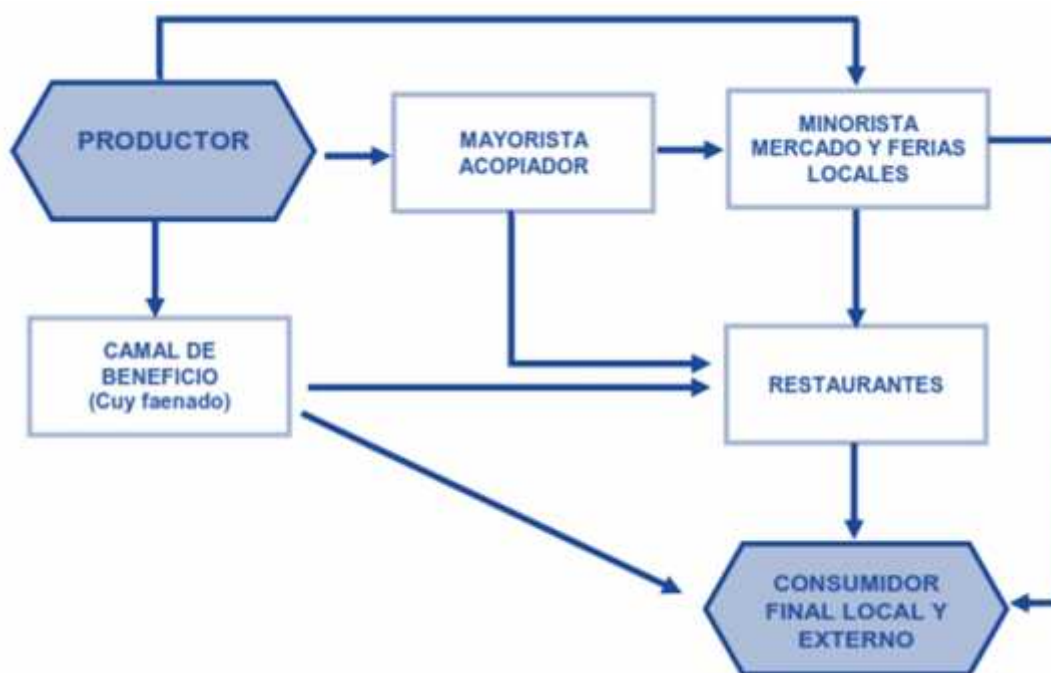 PRODUCTOR
MAYORISTA
ACOPIADOR
MINORISTA
MERCADO Y FERIAS
LOCALES
CAMAL DE
BENEFICIO
(Cuy faenado)
RESTAURANTES
CONSUMIDOR
FINAL LOCAL Y
EXTERNO